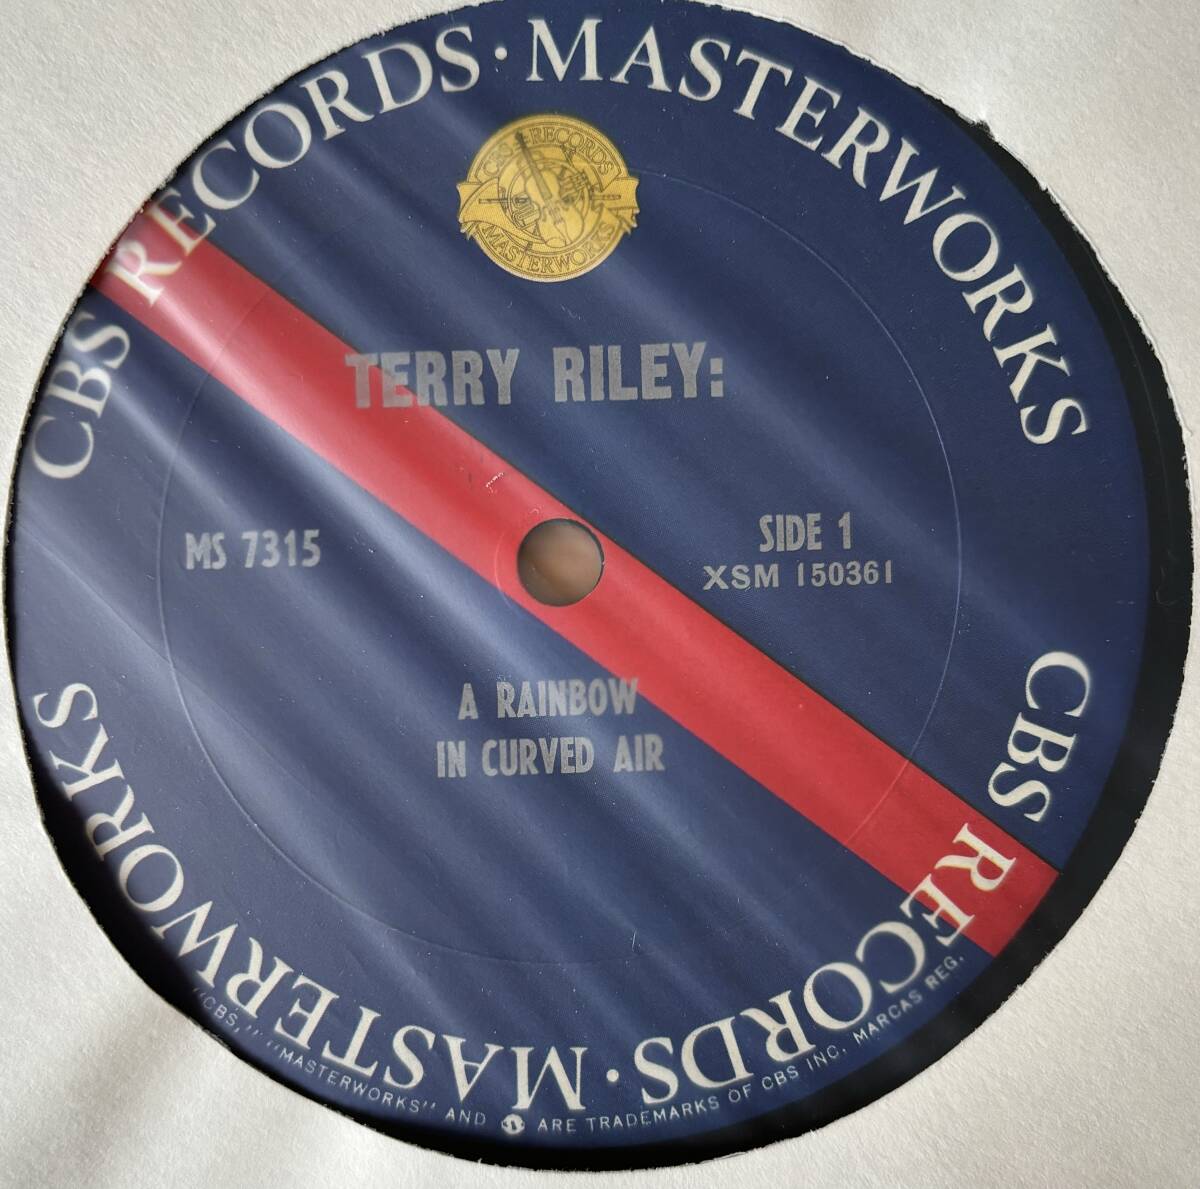 CBS RECORDS · MASTERWORKS
CBS RECORDS
MASTERWORKS
TERRY RILEY:
MS 7315
SIDE 1
XSM 150361
A RAINBOW
IN CURVED AIR
CBS RECORDS · MASTERWORKS
"CBS," "MASTERWORKS" AND ARE TRADEMARKS OF CBS INC. MARCAS REG.